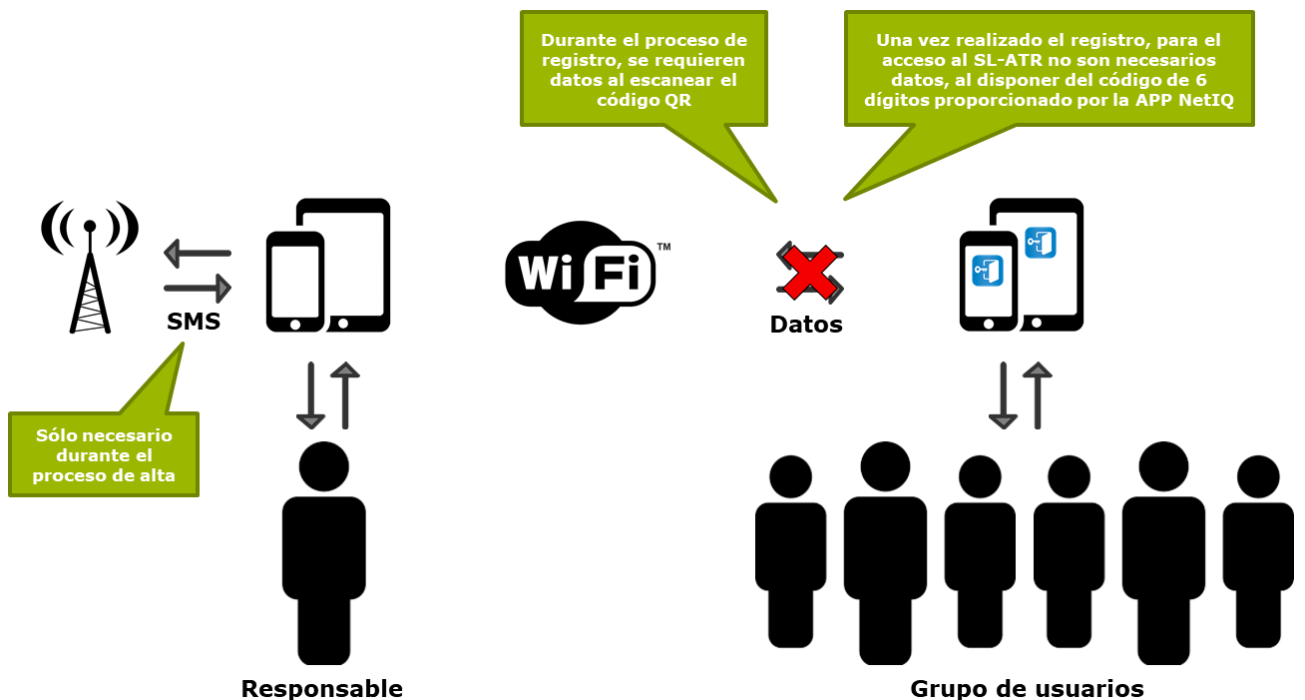 Durante el proceso de
registro, se requieren
datos al escanear el
código QR
Una vez realizado el registro, para el
acceso al SL-ATR no son necesarios
datos, al disponer del código de 6
dígitos proporcionado por la APP NetIQ
Wi Fi TM
SMS
Datos
Sólo necesario
durante el
proceso de alta
Responsable
Grupo de usuarios